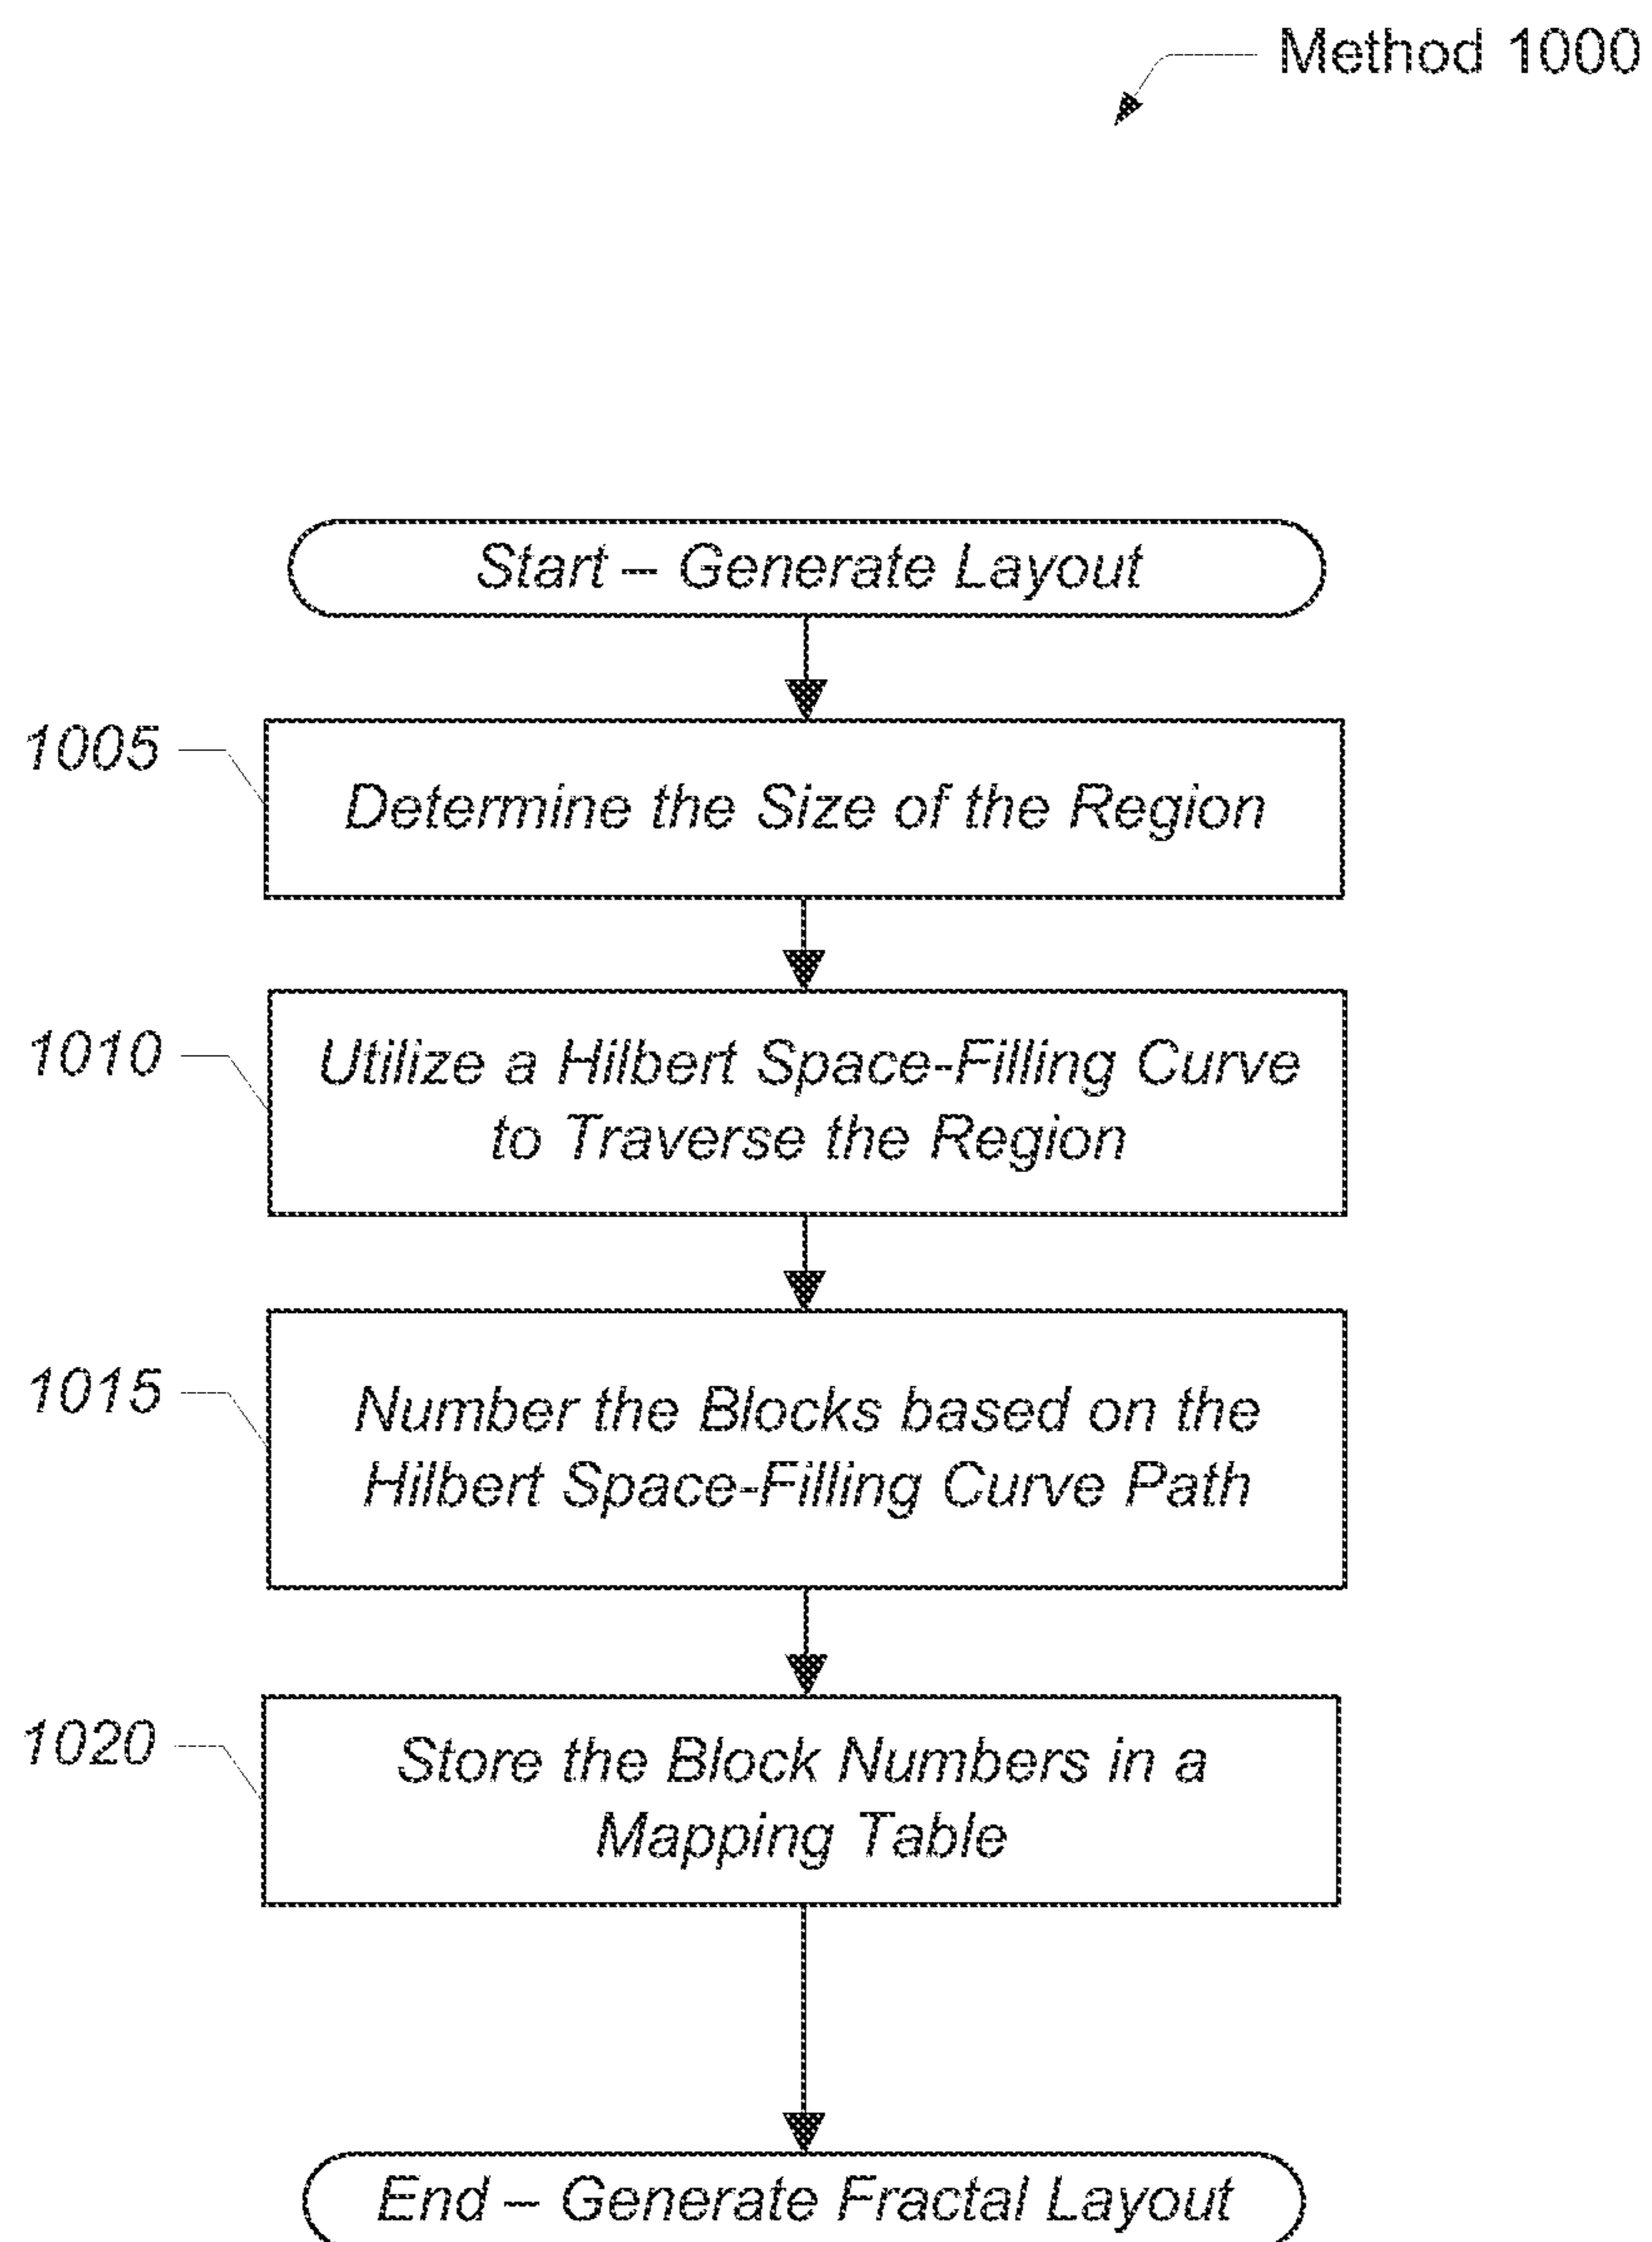 Method 1000
Start – Generate Layout
1005
Determine the Size of the Region
1010
Utilize a Hilbert Space-Filling Curve
to Traverse the Region
1015
Number the Blocks based on the
Hilbert Space-Filling Curve Path
1020
Store the Block Numbers in a
Mapping Table
End – Generate Fractal Layout